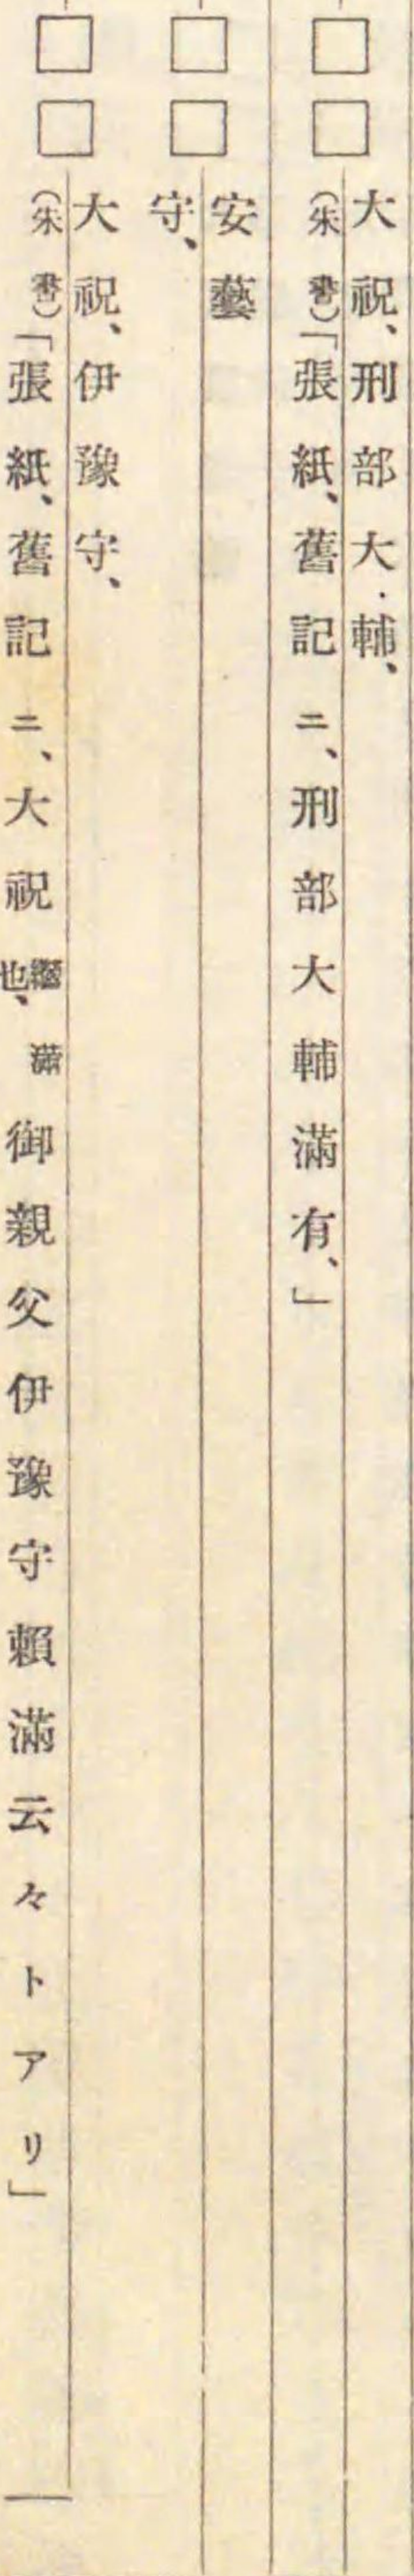 □□大祝、刑部大輔、
（朱書）「張紙、舊記ニ、刑部大輔滿有、」
□□安藝
守、
□□大祝、伊豫守、
（朱書）「張紙、舊記ニ、大祝繼滿也、御親父伊豫守賴滿云々トアリ」